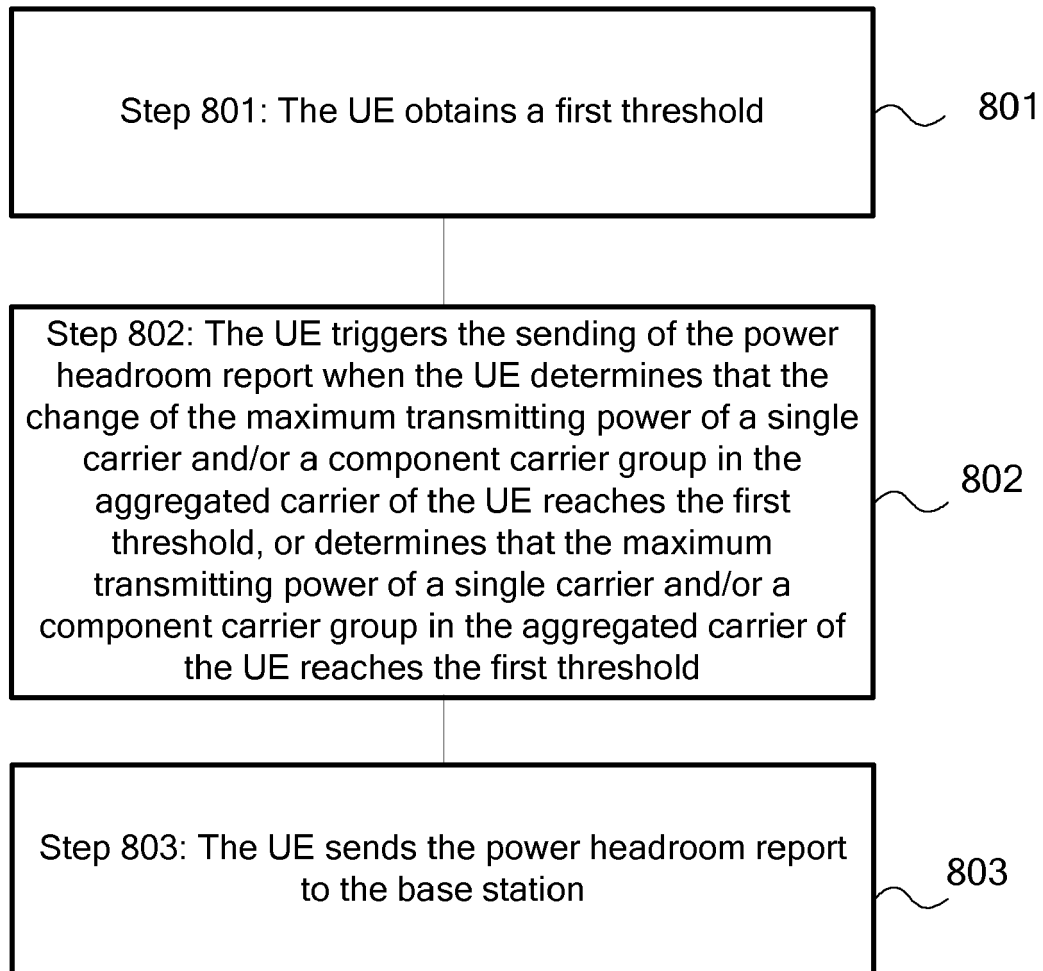 Step 801: The UE obtains a first threshold
801
Step 802: The UE triggers the sending of the power
headroom report when the UE determines that the
change of the maximum transmitting power of a single
carrier and/or a component carrier group in the
aggregated carrier of the UE reaches the first
threshold, or determines that the maximum
transmitting power of a single carrier and/or a
component carrier group in the aggregated carrier of
the UE reaches the first threshold
802
Step 803: The UE sends the power headroom report
to the base station
803